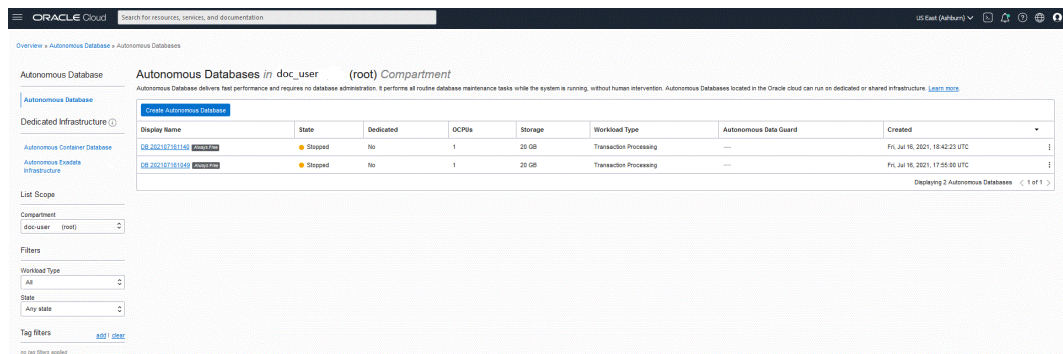 ORACLE Cloud
Search for resources, services, and documentation
US East (Ashburn)
Overview » Autonomous Database » Autonomous Databases
Autonomous Database
Autonomous Database
Dedicated Infrastructure
Autonomous Container Database
Autonomous Exadata
Infrastructure
List Scope
Compartment
doc-user (root)
Filters
Workload Type
All
State
Any state
Tag filters add | clear
no tag filters applied
Autonomous Databases in doc_user (root) Compartment
Autonomous Database delivers fast performance and requires no database administration. It performs all routine database maintenance tasks while the system is running, without human intervention. Autonomous Databases located in the Oracle cloud can run on dedicated or shared infrastructure. Learn more.
Create Autonomous Database
Display Name State Dedicated OCPUs Storage Workload Type Autonomous Data Guard Created
DB 202107161140 Always Free Stopped No 1 20 GB Transaction Processing — Fri, Jul 16, 2021, 18:42:23 UTC
DB 202107161049 Always Free Stopped No 1 20 GB Transaction Processing — Fri, Jul 16, 2021, 17:55:00 UTC
Displaying 2 Autonomous Databases < 1 of 1 >